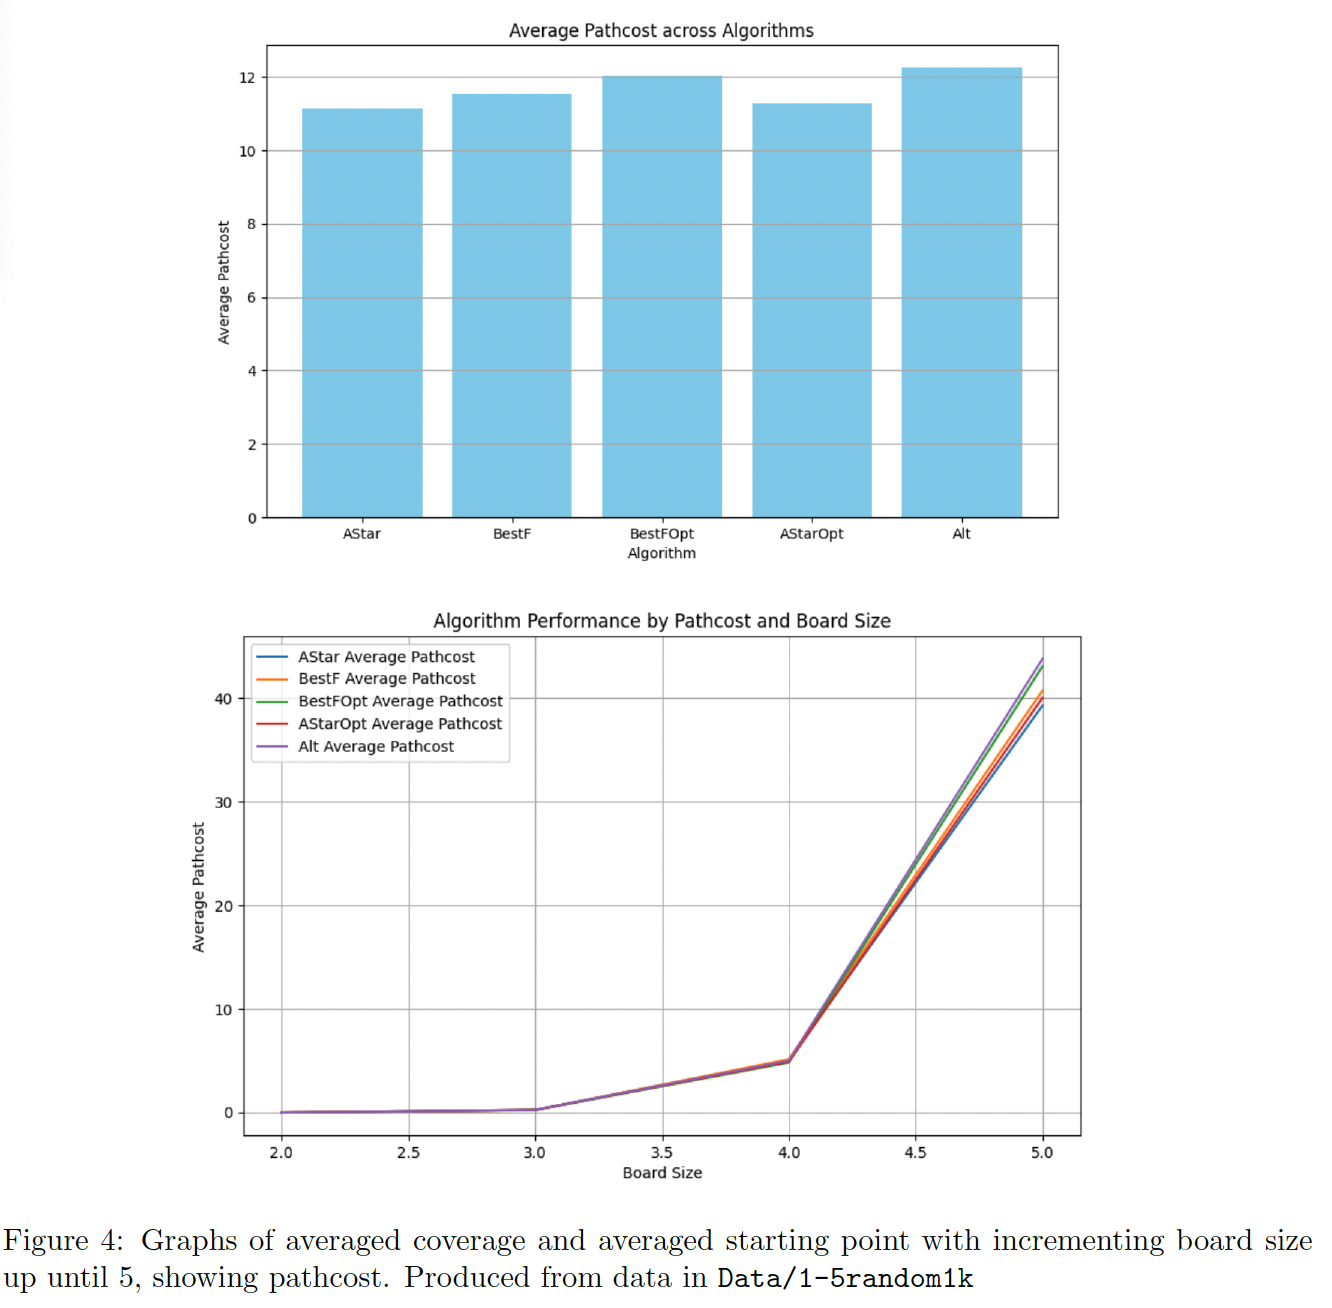 Average Pathcost across Algorithms
12
10
8
6
4
2
0
Average Pathcost
AStar BestF BestFOpt AStarOpt Alt
Algorithm
Algorithm Performance by Pathcost and Board Size
AStar Average Pathcost
BestF Average Pathcost
BestFOpt Average Pathcost
AStarOpt Average Pathcost
Alt Average Pathcost
40
30
20
10
0
Average Pathcost
2.0 2.5 3.0 3.5 4.0 4.5 5.0
Board Size
Figure 4: Graphs of averaged coverage and averaged starting point with incrementing board size
up until 5, showing pathcost. Produced from data in Data/1-5random1k